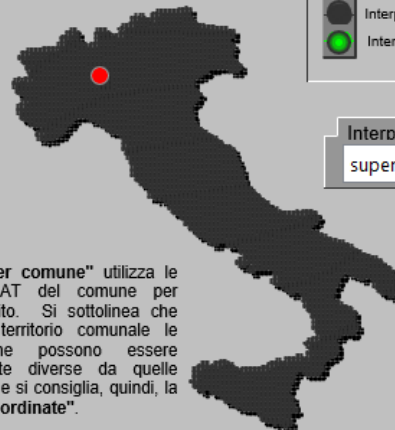 Interp
Inter
Interp
super
er comune" utilizza le
AT del comune per
ito. Si sottolinea che
territorio comunale le
ne possono essere
te diverse da quelle
e si consiglia, quindi, la
ordinate".